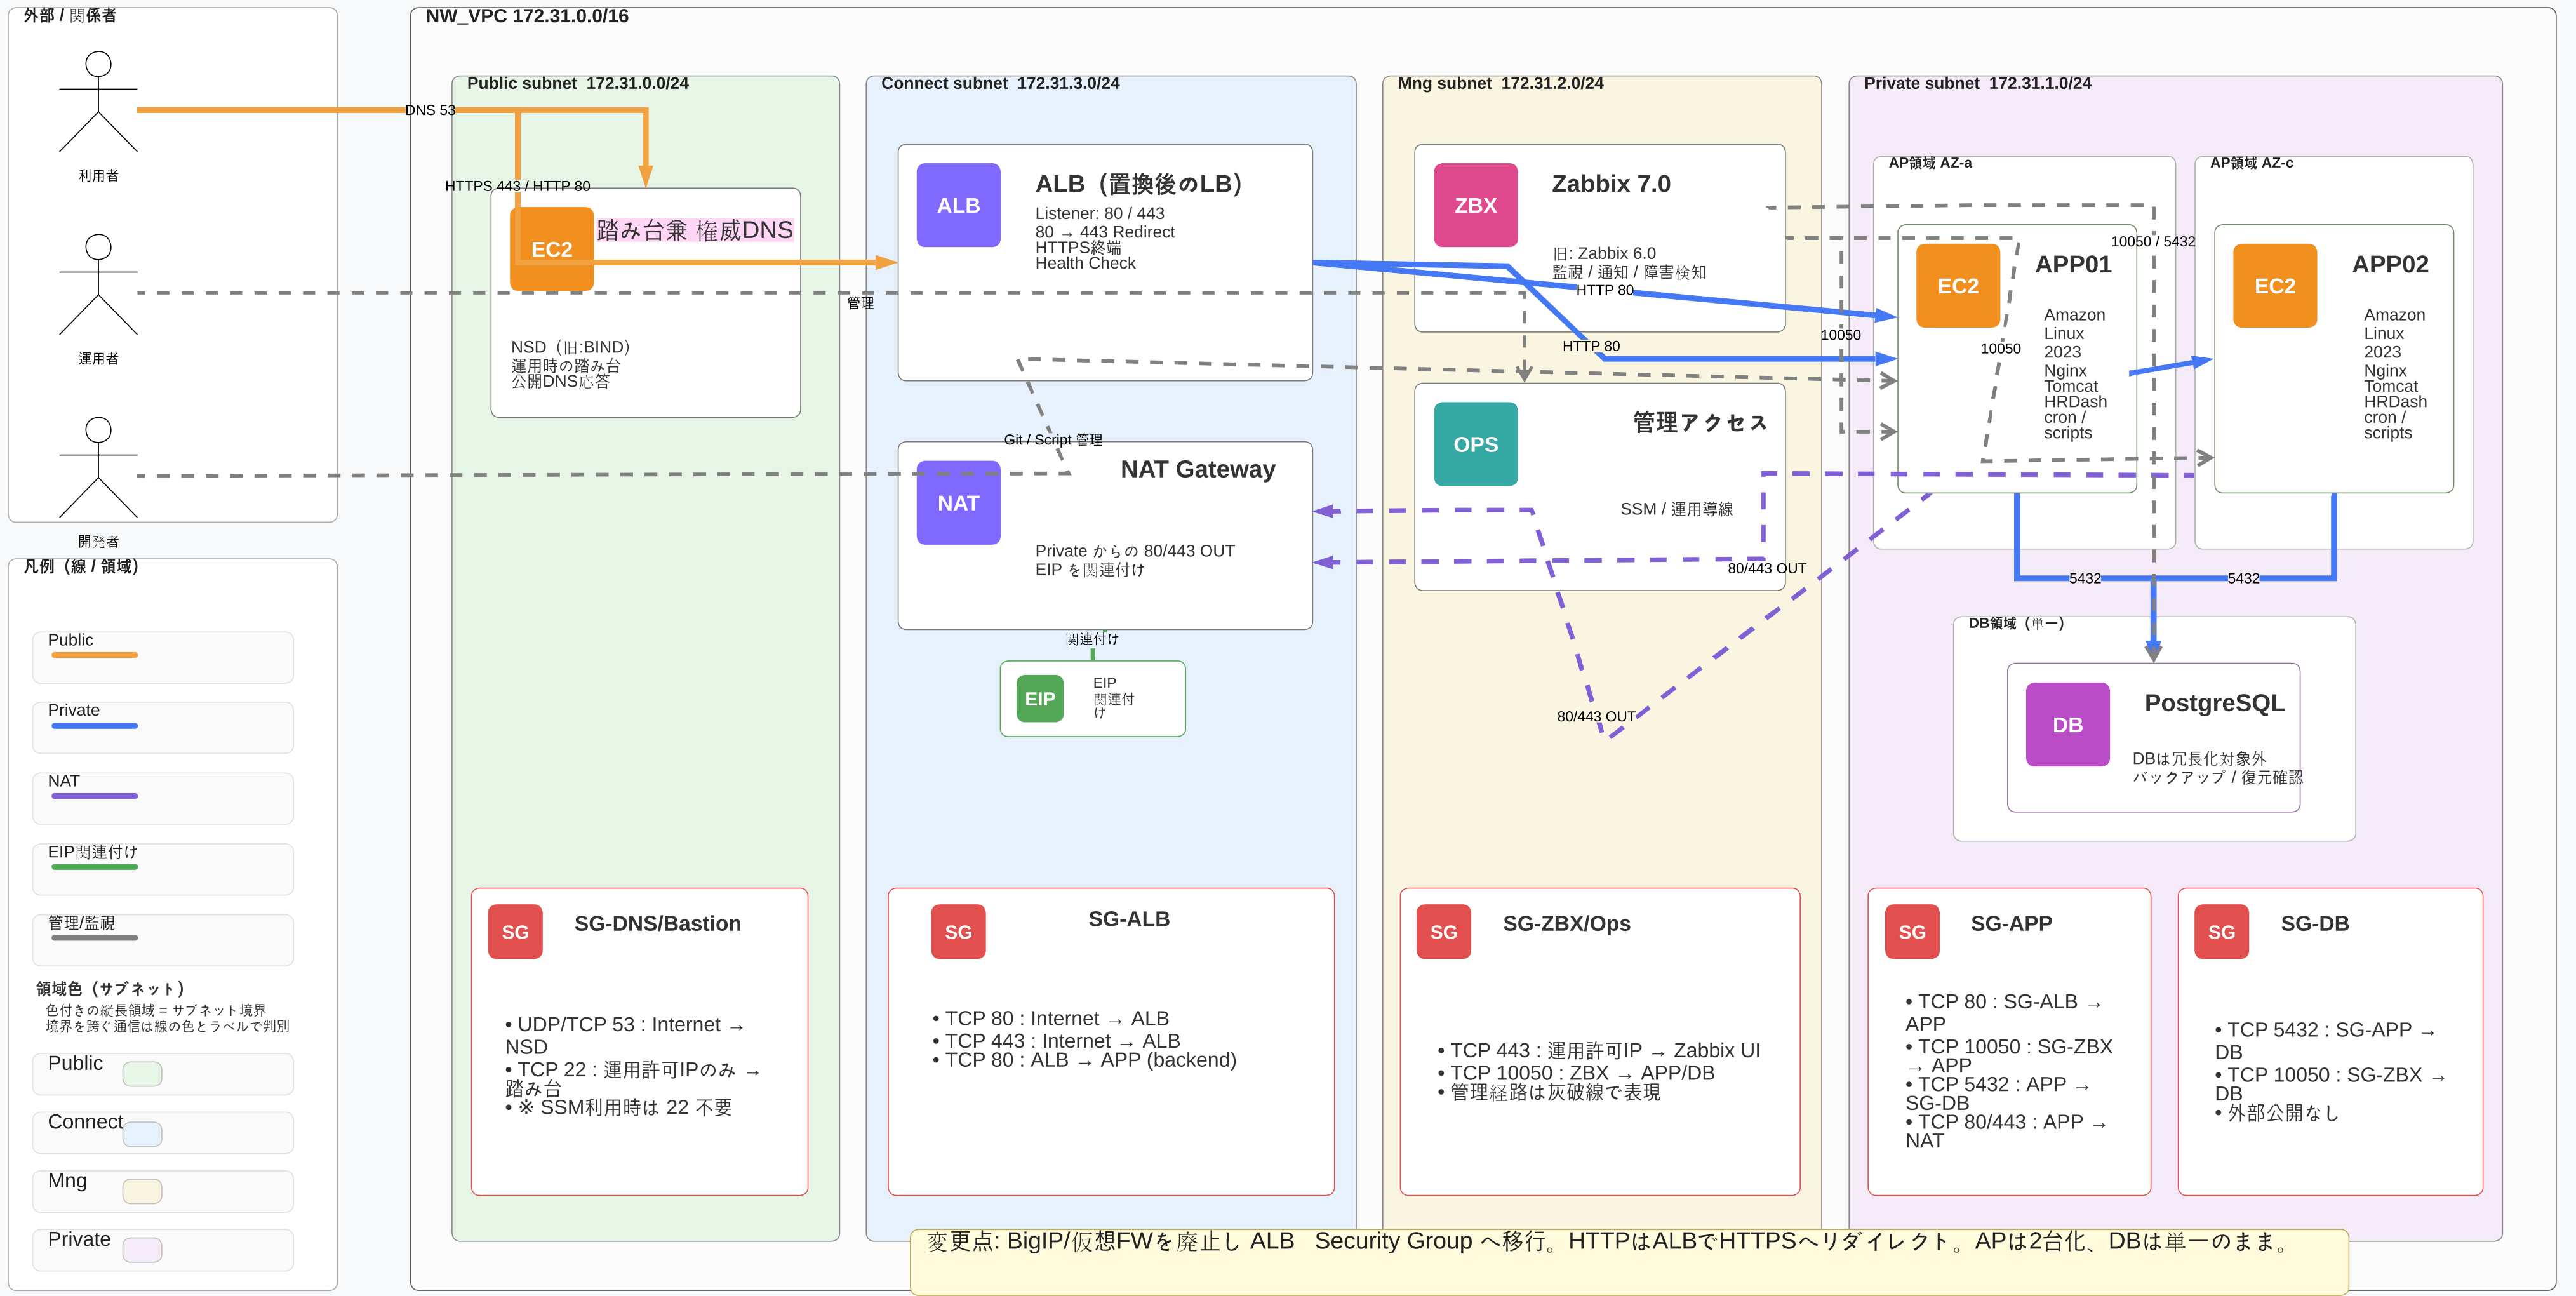 外部 / 関係者
利用者
運用者
開発者
凡例（線 / 領域）
Public
Private
NAT
EIP関連付け
管理/監視
領域色（サブネット）
色付きの縦長領域 = サブネット境界
境界を跨ぐ通信は線の色とラベルで判別
Public
Connect
Mng
Private
NW_VPC 172.31.0.0/16
Public subnet 172.31.0.0/24
DNS 53
HTTPS 443 / HTTP 80
EC2
踏み台兼 権威DNS
NSD（旧:BIND）
運用時の踏み台
公開DNS応答
管理
SG
SG-DNS/Bastion
• UDP/TCP 53 : Internet →
NSD
• TCP 22 : 運用許可IPのみ →
踏み台
• ※ SSM利用時は 22 不要
Connect subnet 172.31.3.0/24
ALB
ALB（置換後のLB）
Listener: 80 / 443
80 → 443 Redirect
HTTPS終端
Health Check
Git / Script 管理
NAT
NAT Gateway
Private からの 80/443 OUT
EIP を関連付け
関連付け
EIP
EIP
関連付
け
SG
SG-ALB
• TCP 80 : Internet → ALB
• TCP 443 : Internet → ALB
• TCP 80 : ALB → APP (backend)
Mng subnet 172.31.2.0/24
ZBX
Zabbix 7.0
旧: Zabbix 6.0
監視 / 通知 / 障害検知
HTTP 80
HTTP 80
OPS
管理アクセス
SSM / 運用導線
80/443 OUT
80/443 OUT
SG
SG-ZBX/Ops
• TCP 443 : 運用許可IP → Zabbix UI
• TCP 10050 : ZBX → APP/DB
• 管理経路は灰破線で表現
Private subnet 172.31.1.0/24
AP領域 AZ-a
10050
EC2
APP01
10050
Amazon
Linux
2023
Nginx
Tomcat
HRDash
cron /
scripts
10050 / 5432
AP領域 AZ-c
EC2
APP02
Amazon
Linux
2023
Nginx
Tomcat
HRDash
cron /
scripts
5432
5432
DB領域（単一）
DB
PostgreSQL
DBは冗長化対象外
バックアップ / 復元確認
SG
SG-APP
• TCP 80 : SG-ALB →
APP
• TCP 10050 : SG-ZBX
→ APP
• TCP 5432 : APP →
SG-DB
• TCP 80/443 : APP →
NAT
SG
SG-DB
• TCP 5432 : SG-APP →
DB
• TCP 10050 : SG-ZBX →
DB
• 外部公開なし
変更点: BigIP/仮想FWを廃止し ALB Security Group へ移行。HTTPはALBでHTTPSへリダイレクト。APは2台化、DBは単一のまま。